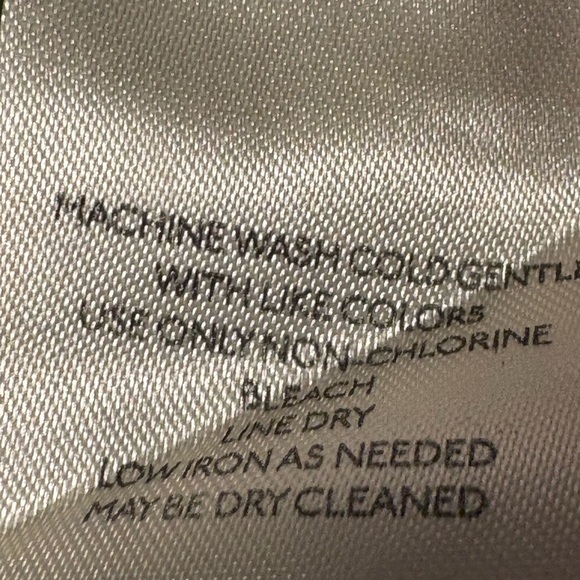 MACHINE WASH COLD GENTLE
WITH LIKE COLORS
USE ONLY NON-CHLORINE
BLEACH
LINE DRY
LOW IRON AS NEEDED
MAY BE DRY CLEANED